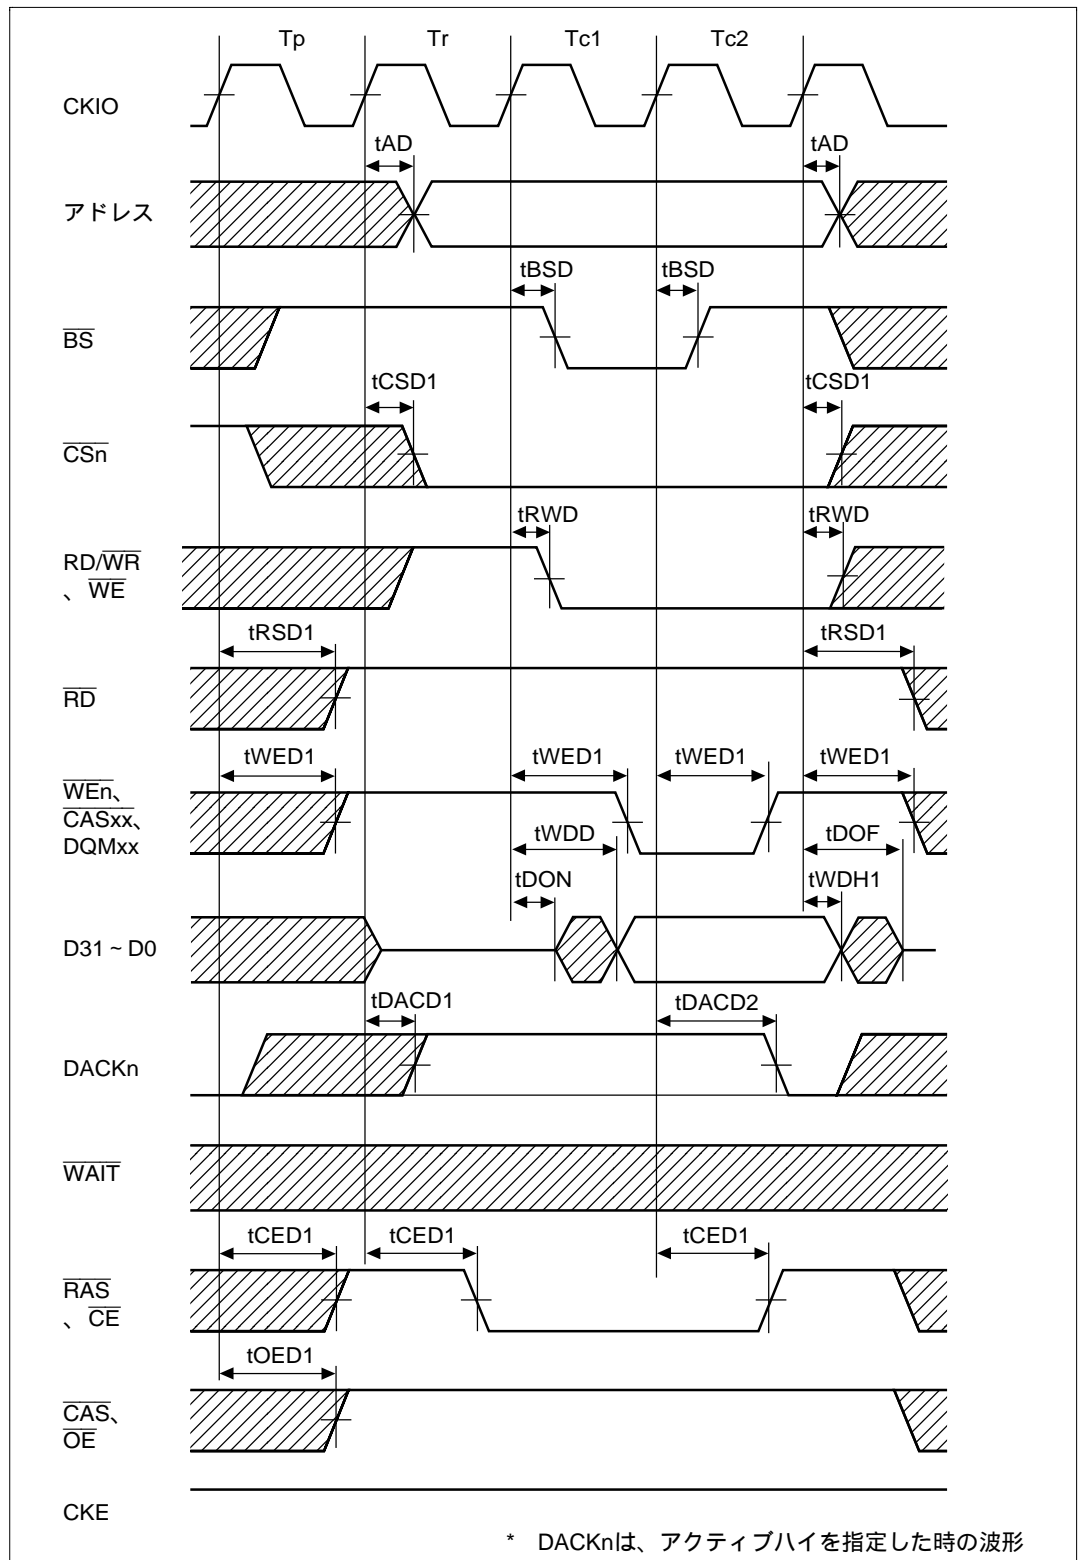 Tp Tr Tc1 Tc2
CKIO
tAD tAD
アドレス
tBSD tBSD
BS
tCSD1 tCSD1
CSn
tRWD tRWD
RD/WR
、WE
tRSD1 tRSD1
RD
tWED1 tWED1 tWED1 tWED1
WEn、
CASxx、
DQMxx
tWDD tDOF
tDON tWDH1
D31 ~ D0
tDACD1 tDACD2
DACKn
WAIT
tCED1 tCED1 tCED1
RAS
、CE
tOED1
CAS、
OE
CKE
* DACKnは、アクティブハイを指定した時の波形